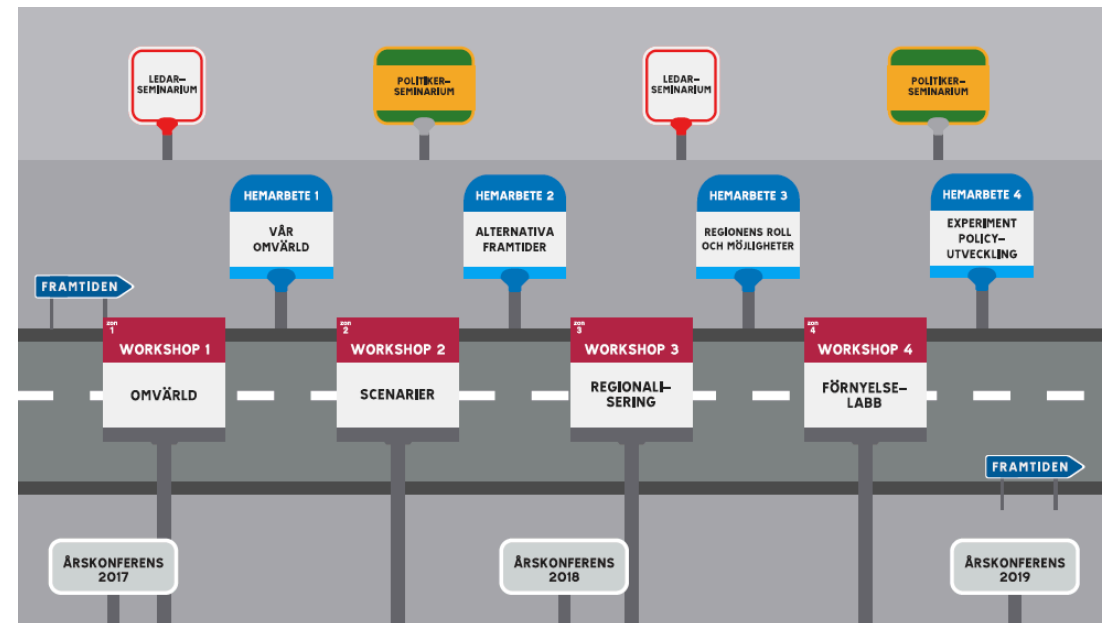 LEDAR-
SEMINARIUM
POLITIKER-
SEMINARIUM
LEDAR-
SEMINARIUM
POLITIKER-
SEMINARIUM
HEMARBETE 1
VÅR
OMVÄRLD
HEMARBETE 2
ALTERNATIVA
FRAMTIDER
HEMARBETE 3
REGIONENS ROLL
OCH MÖJLIGHETER
HEMARBETE 4
EXPERIMENT
POLICY-
UTVECKLING
FRAMTIDEN
zon
1
WORKSHOP 1
OMVÄRLD
zon
2
WORKSHOP 2
SCENARIER
zon
3
WORKSHOP 3
REGIONALI-
SERING
zon
4
WORKSHOP 4
FÖRNYELSE-
LABB
FRAMTIDEN
ÅRSKONFERENS
2017
ÅRSKONFERENS
2018
ÅRSKONFERENS
2019